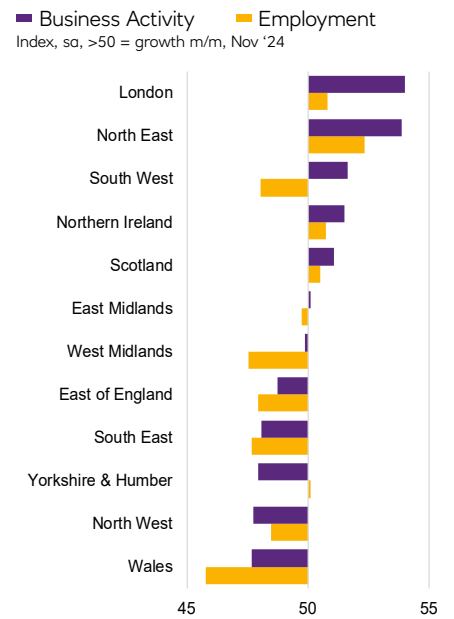 Business Activity Employment
Index, sa, >50 = growth m/m, Nov ‘24
London
North East
South West
Northern Ireland
Scotland
East Midlands
West Midlands
East of England
South East
Yorkshire & Humber
North West
Wales
45 50 55